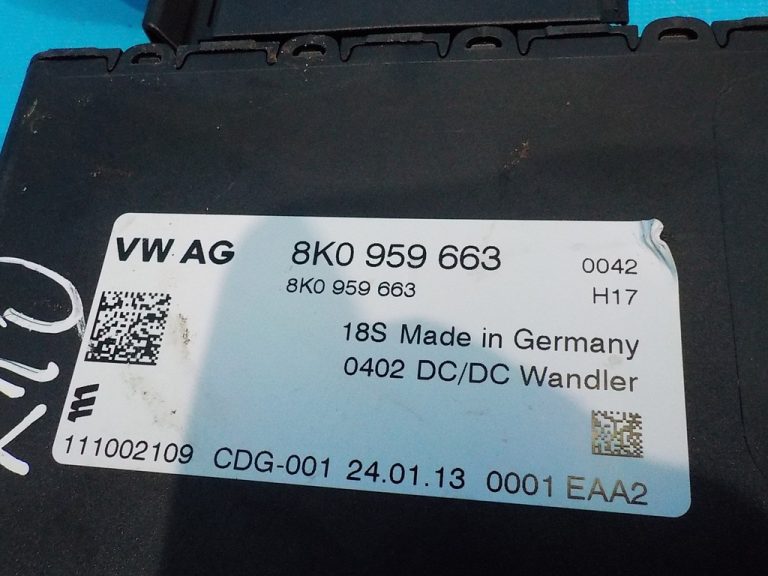 VW AG 8K0 959 663 0042
8K0 959 663 H17
18S Made in Germany
0402 DC/DC Wandler
111002109 CDG-001 24.01.13 0001 EAA2